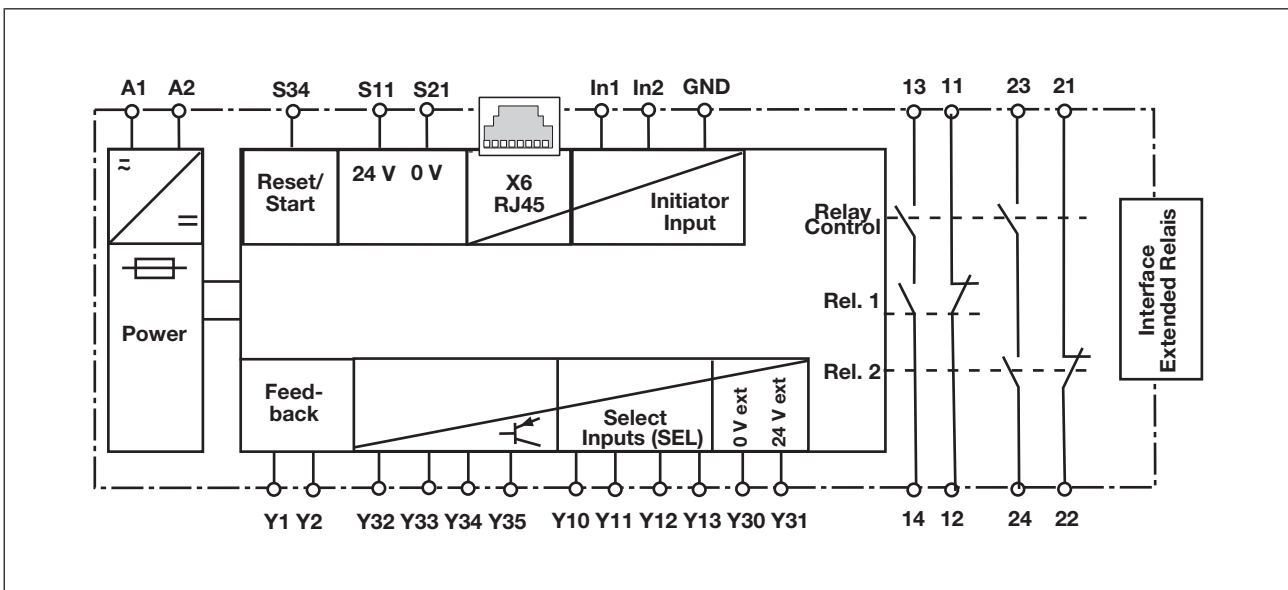 A1 A2 S34 S11 S21 In1 In2 GND 13 11 23 21
Reset/
Start
24 V 0 V
X6
RJ45
Initiator
Input
Power
Relay
Control
Rel. 1
Rel. 2
Interface
Extended Relais
Feed-
back
Select
Inputs (SEL)
0 V ext
24 V ext
Y1 Y2 Y32 Y33 Y34 Y35 Y10 Y11 Y12 Y13 Y30 Y31 14 12 24 22